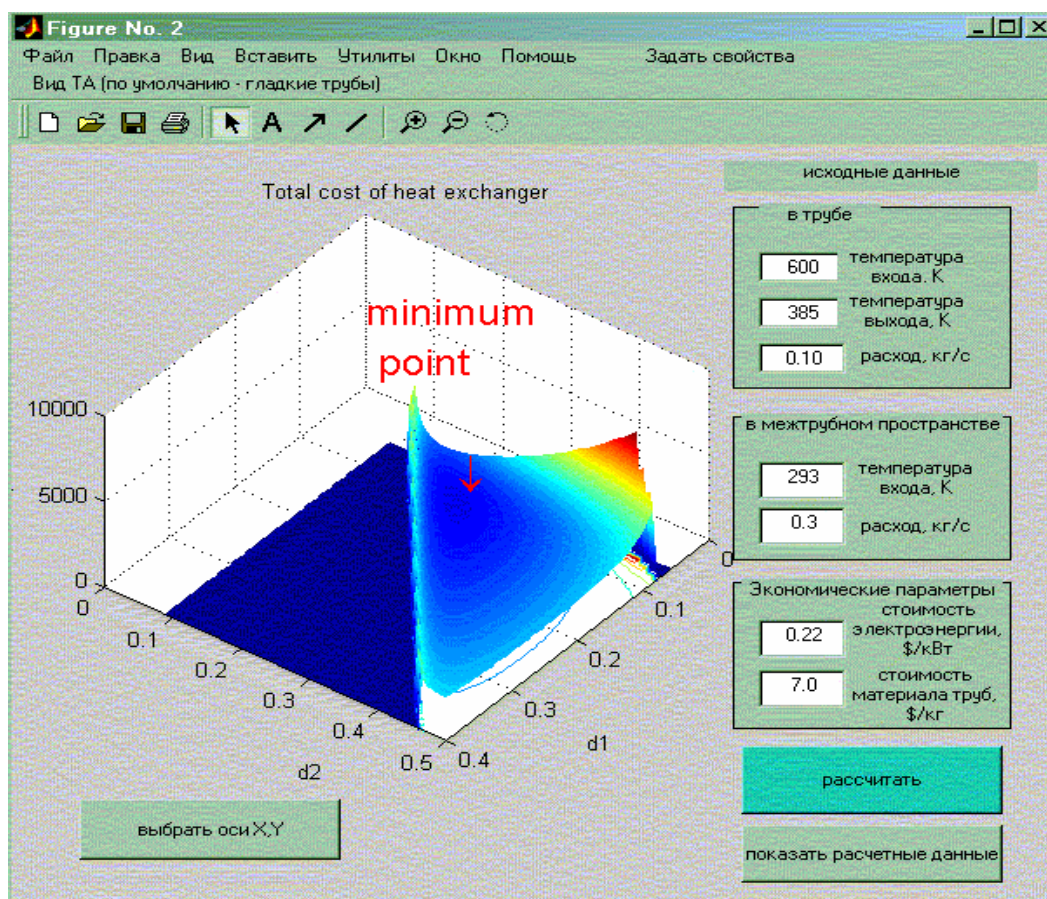 Figure No. 2
Файл Правка Вид Вставить Утилиты Окно Помощь Задать свойства
Вид ТА (по умолчанию - гладкие трубы)
A
Total cost of heat exchanger
minimum
point
10000
5000
0
0
0.1
0.2
0.3
0.4
0.5
d2
0.4
0.3
0.2
0.1
0
d1
выбрать оси X,Y
исходные данные
в трубе
600 температура
входа, К
385 температура
выхода, К
0.10 расход, кг/с
в межтрубном пространстве
293 температура
входа, К
0.3 расход, кг/с
Экономические параметры
стоимость
0.22 электроэнергии,
$/кВт
7.0 стоимость
материала труб,
$/кг
рассчитать
показать расчетные данные